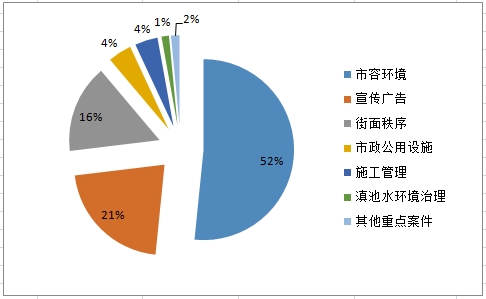 1%
2%
4%
4%
16%
52%
21%
市容环境
宣传广告
街面秩序
市政公用设施
施工管理
滇池水环境治理
其他重点案件